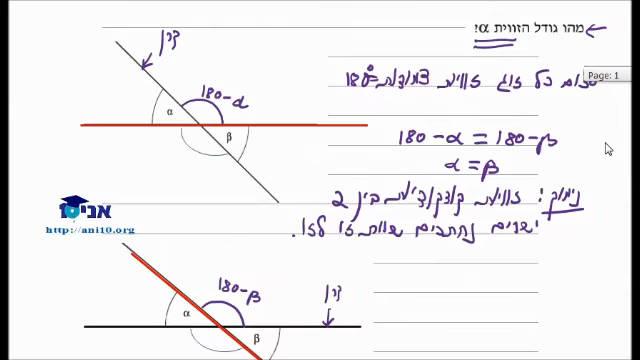 מהו גודל הזווית α?
קרן
180-α
α
β
סכום כל זוג זוויות צמודות 180°
Page: 1
180-α = 180-β
α = β
נימוק: זוויות קודקודיות בין 2
ישרים נחתכים שוות זו לזו.
אני10
http://ani10.org
180-β
קרן
α
β